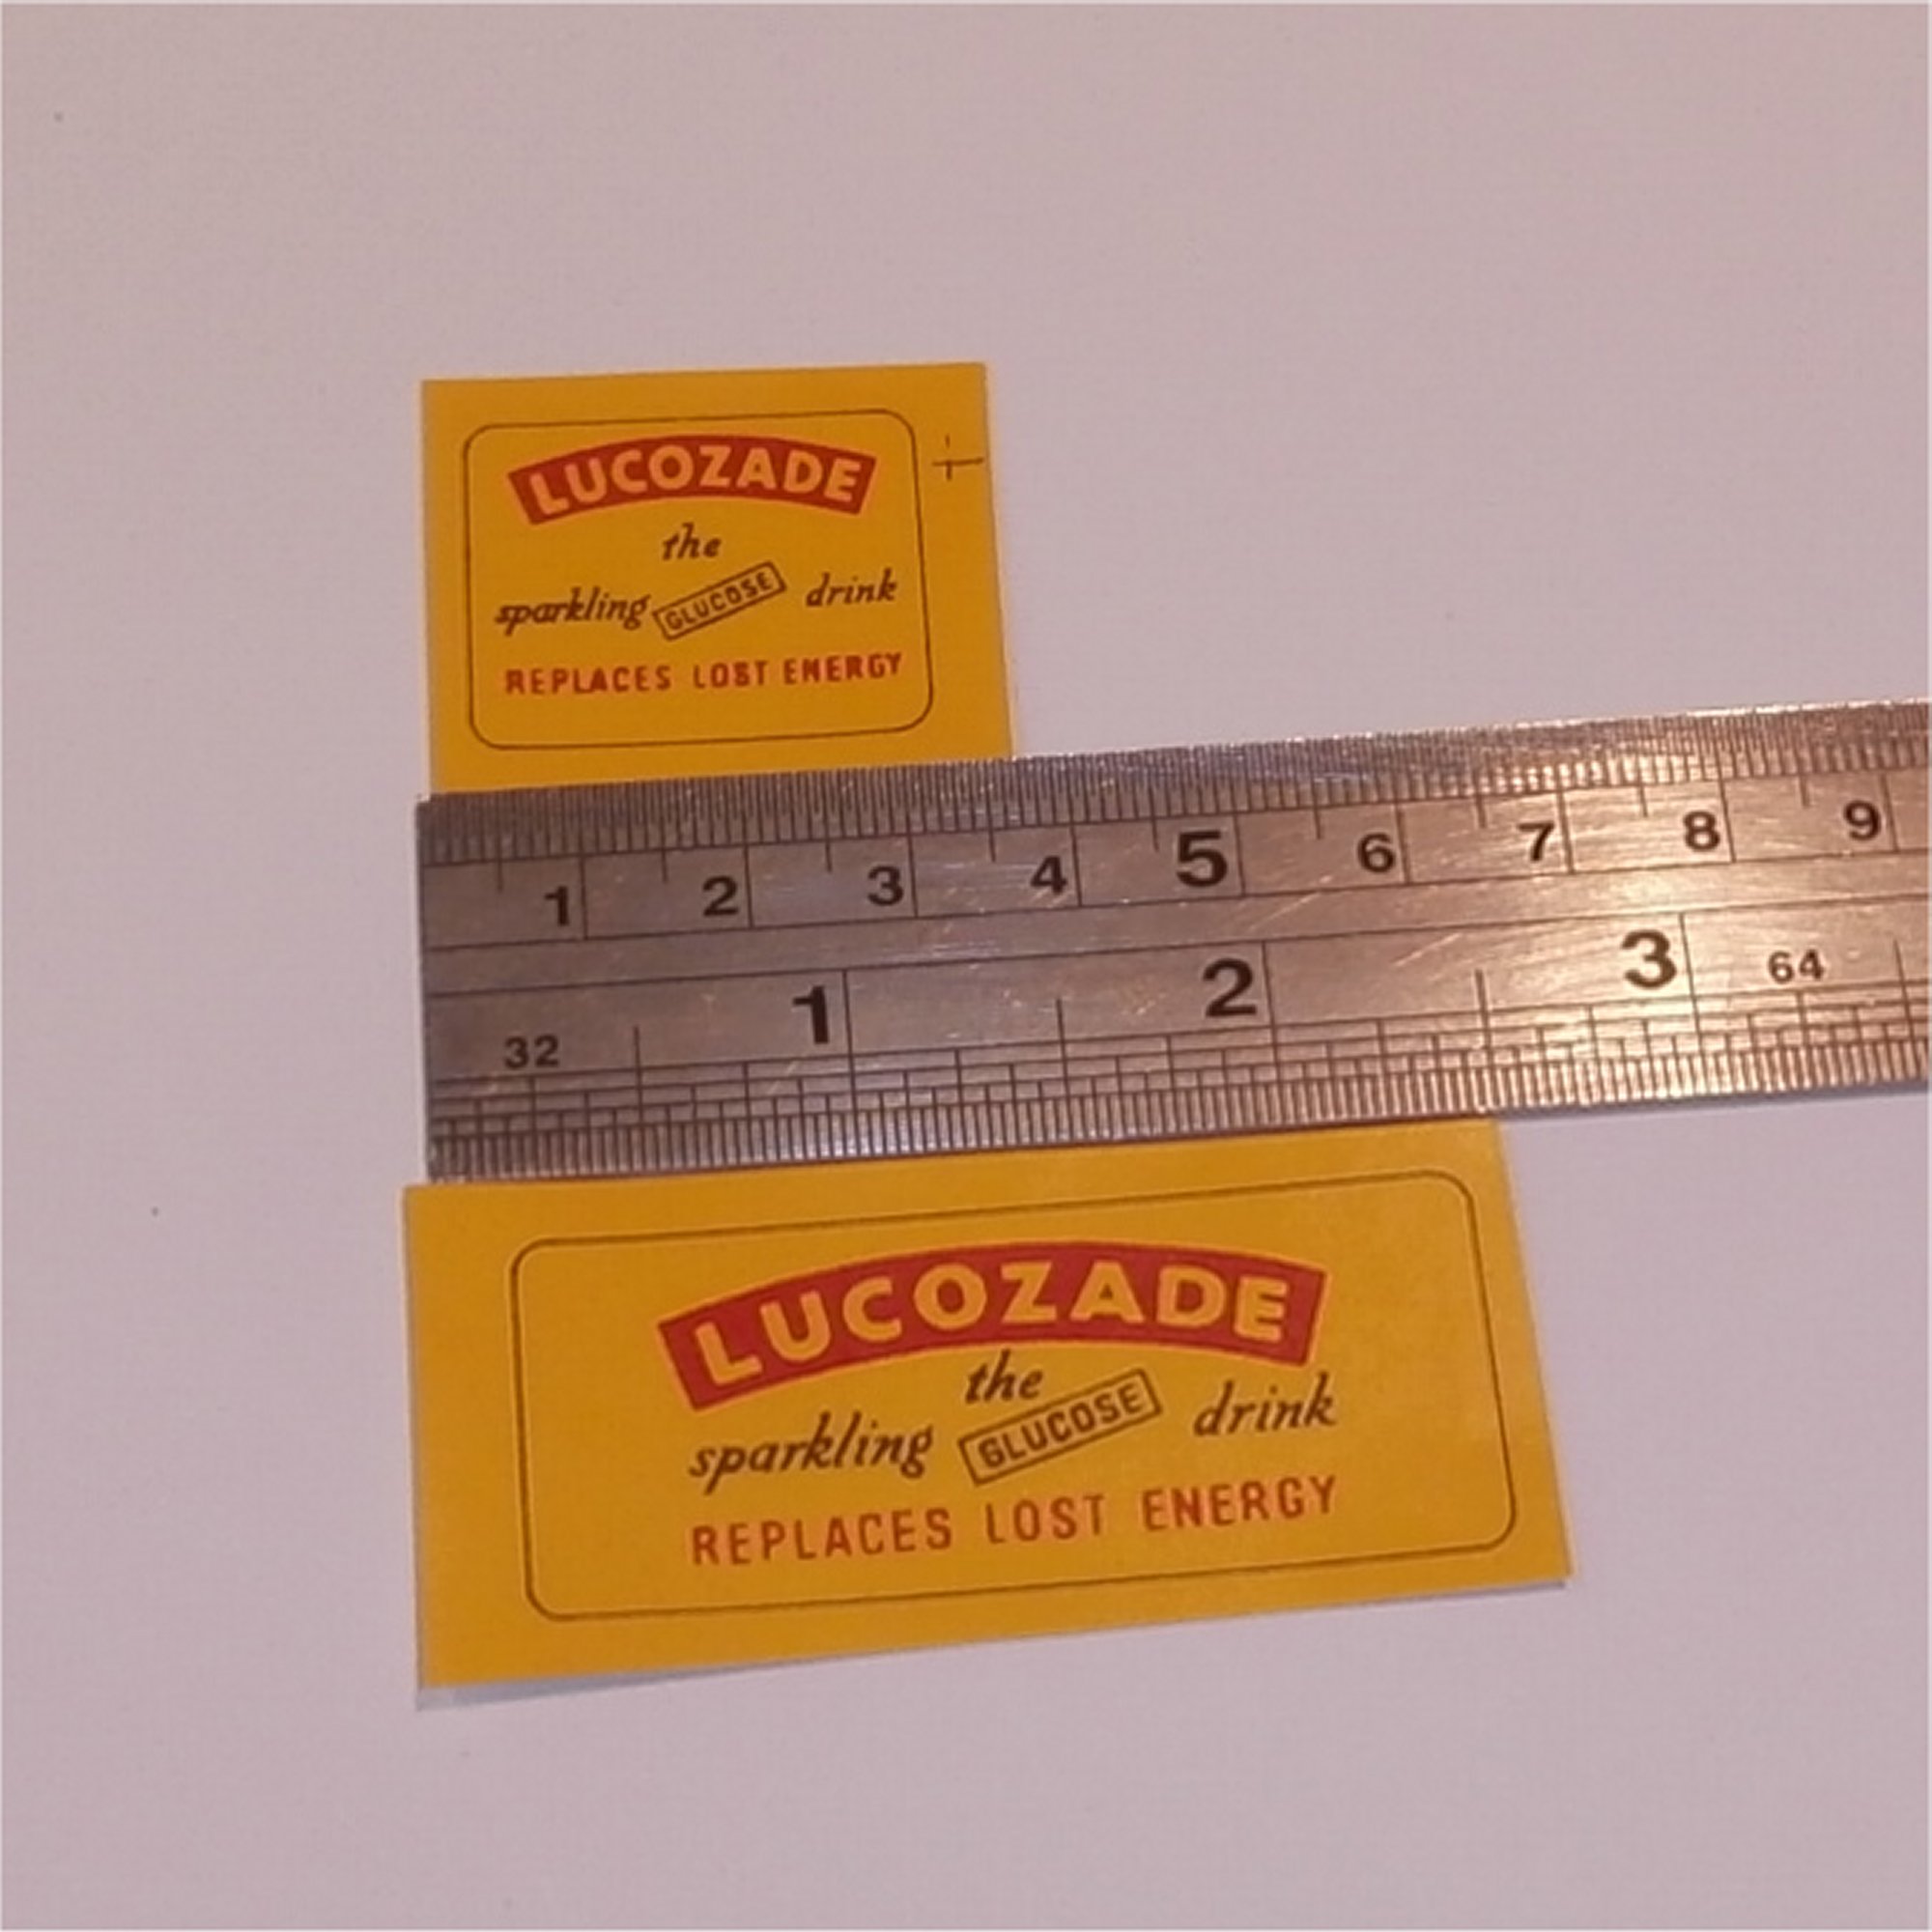 LUCOZADE
the
sparkling GLUCOSE drink
REPLACES LOST ENERGY
1 2 3 4 5 6 7 8 9
1 2 3 64
32
LUCOZADE
the
sparkling GLUCOSE drink
REPLACES LOST ENERGY